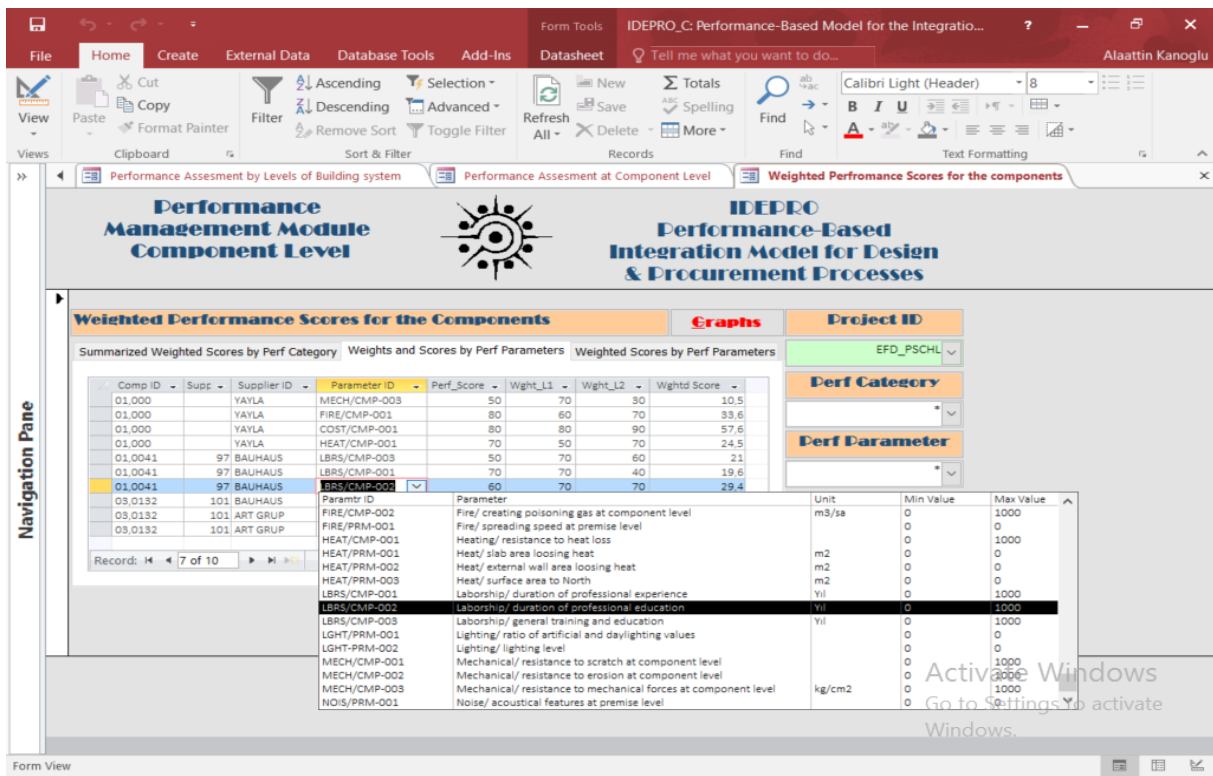 Form Tools IDEPRO_C: Performance-Based Model for the Integratio... ?
File Home Create External Data Database Tools Add-Ins Datasheet Tell me what you want to do... Alaattin Kanoglu
View Paste Cut Copy Format Painter Filter Ascending Descending Remove Sort Selection Advanced Toggle Filter Refresh All New Save Delete Totals Spelling More Find Calibri Light (Header) 8 B I U A
Views Clipboard Sort & Filter Records Find Text Formatting
Performance Assesment by Levels of Building system Performance Assesment at Component Level Weighted Perfromance Scores for the components
Performance
Management Module
Component Level
IDEPRO
Performance-Based
Integration Model for Design
& Procurement Processes
Navigation Pane
Weighted Performance Scores for the Components Graphs Project ID
Summarized Weighted Scores by Perf Category Weights and Scores by Perf Parameters Weighted Scores by Perf Parameters EFD_PSCHL
Perf Category
*
Perf Parameter
*
Comp ID Supp Supplier ID Parameter ID Perf_Score Wght_L1 Wght_L2 Wghtd Score
01,000 YAYLA MECH/CMP-003 50 70 30 10,5
01,000 YAYLA FIRE/CMP-001 80 60 70 33,6
01,000 YAYLA COST/CMP-001 80 80 90 57,6
01,000 YAYLA HEAT/CMP-001 70 50 70 24,5
01,0041 97 BAUHAUS LBRS/CMP-003 50 70 60 21
01,0041 97 BAUHAUS LBRS/CMP-001 70 70 40 19,6
01,0041 97 BAUHAUS LBRS/CMP-002 60 70 70 29,4
03,0132 101 BAUHAUS
03,0132 101 ART GRUP
03,0132 101 ART GRUP
Record: 7 of 10
Paramtr ID Parameter Unit Min Value Max Value
FIRE/CMP-002 Fire/ creating poisoning gas at component level m3/sa 0 1000
FIRE/PRM-001 Fire/ spreading speed at premise level 0 0
HEAT/CMP-001 Heating/ resistance to heat loss 0 1000
HEAT/PRM-001 Heat/ slab area loosing heat m2 0 0
HEAT/PRM-002 Heat/ external wall area loosing heat m2 0 0
HEAT/PRM-003 Heat/ surface area to North m2 0 0
LBRS/CMP-001 Laborship/ duration of professional experience Yıl 0 1000
LBRS/CMP-002 Laborship/ duration of professional education Yıl 0 1000
LBRS/CMP-003 Laborship/ general training and education Yıl 0 1000
LGHT/PRM-001 Lighting/ ratio of artificial and daylighting values 0 0
LGHT-PRM-002 Lighting/ lighting level 0 0
MECH/CMP-001 Mechanical/ resistance to scratch at component level 0 1000
MECH/CMP-002 Mechanical/ resistance to erosion at component level 0 1000
MECH/CMP-003 Mechanical/ resistance to mechanical forces at component level kg/cm2 0 1000
NOIS/PRM-001 Noise/ acoustical features at premise level 0 0
Activate Windows
Go to Settings to activate
Windows.
Form View